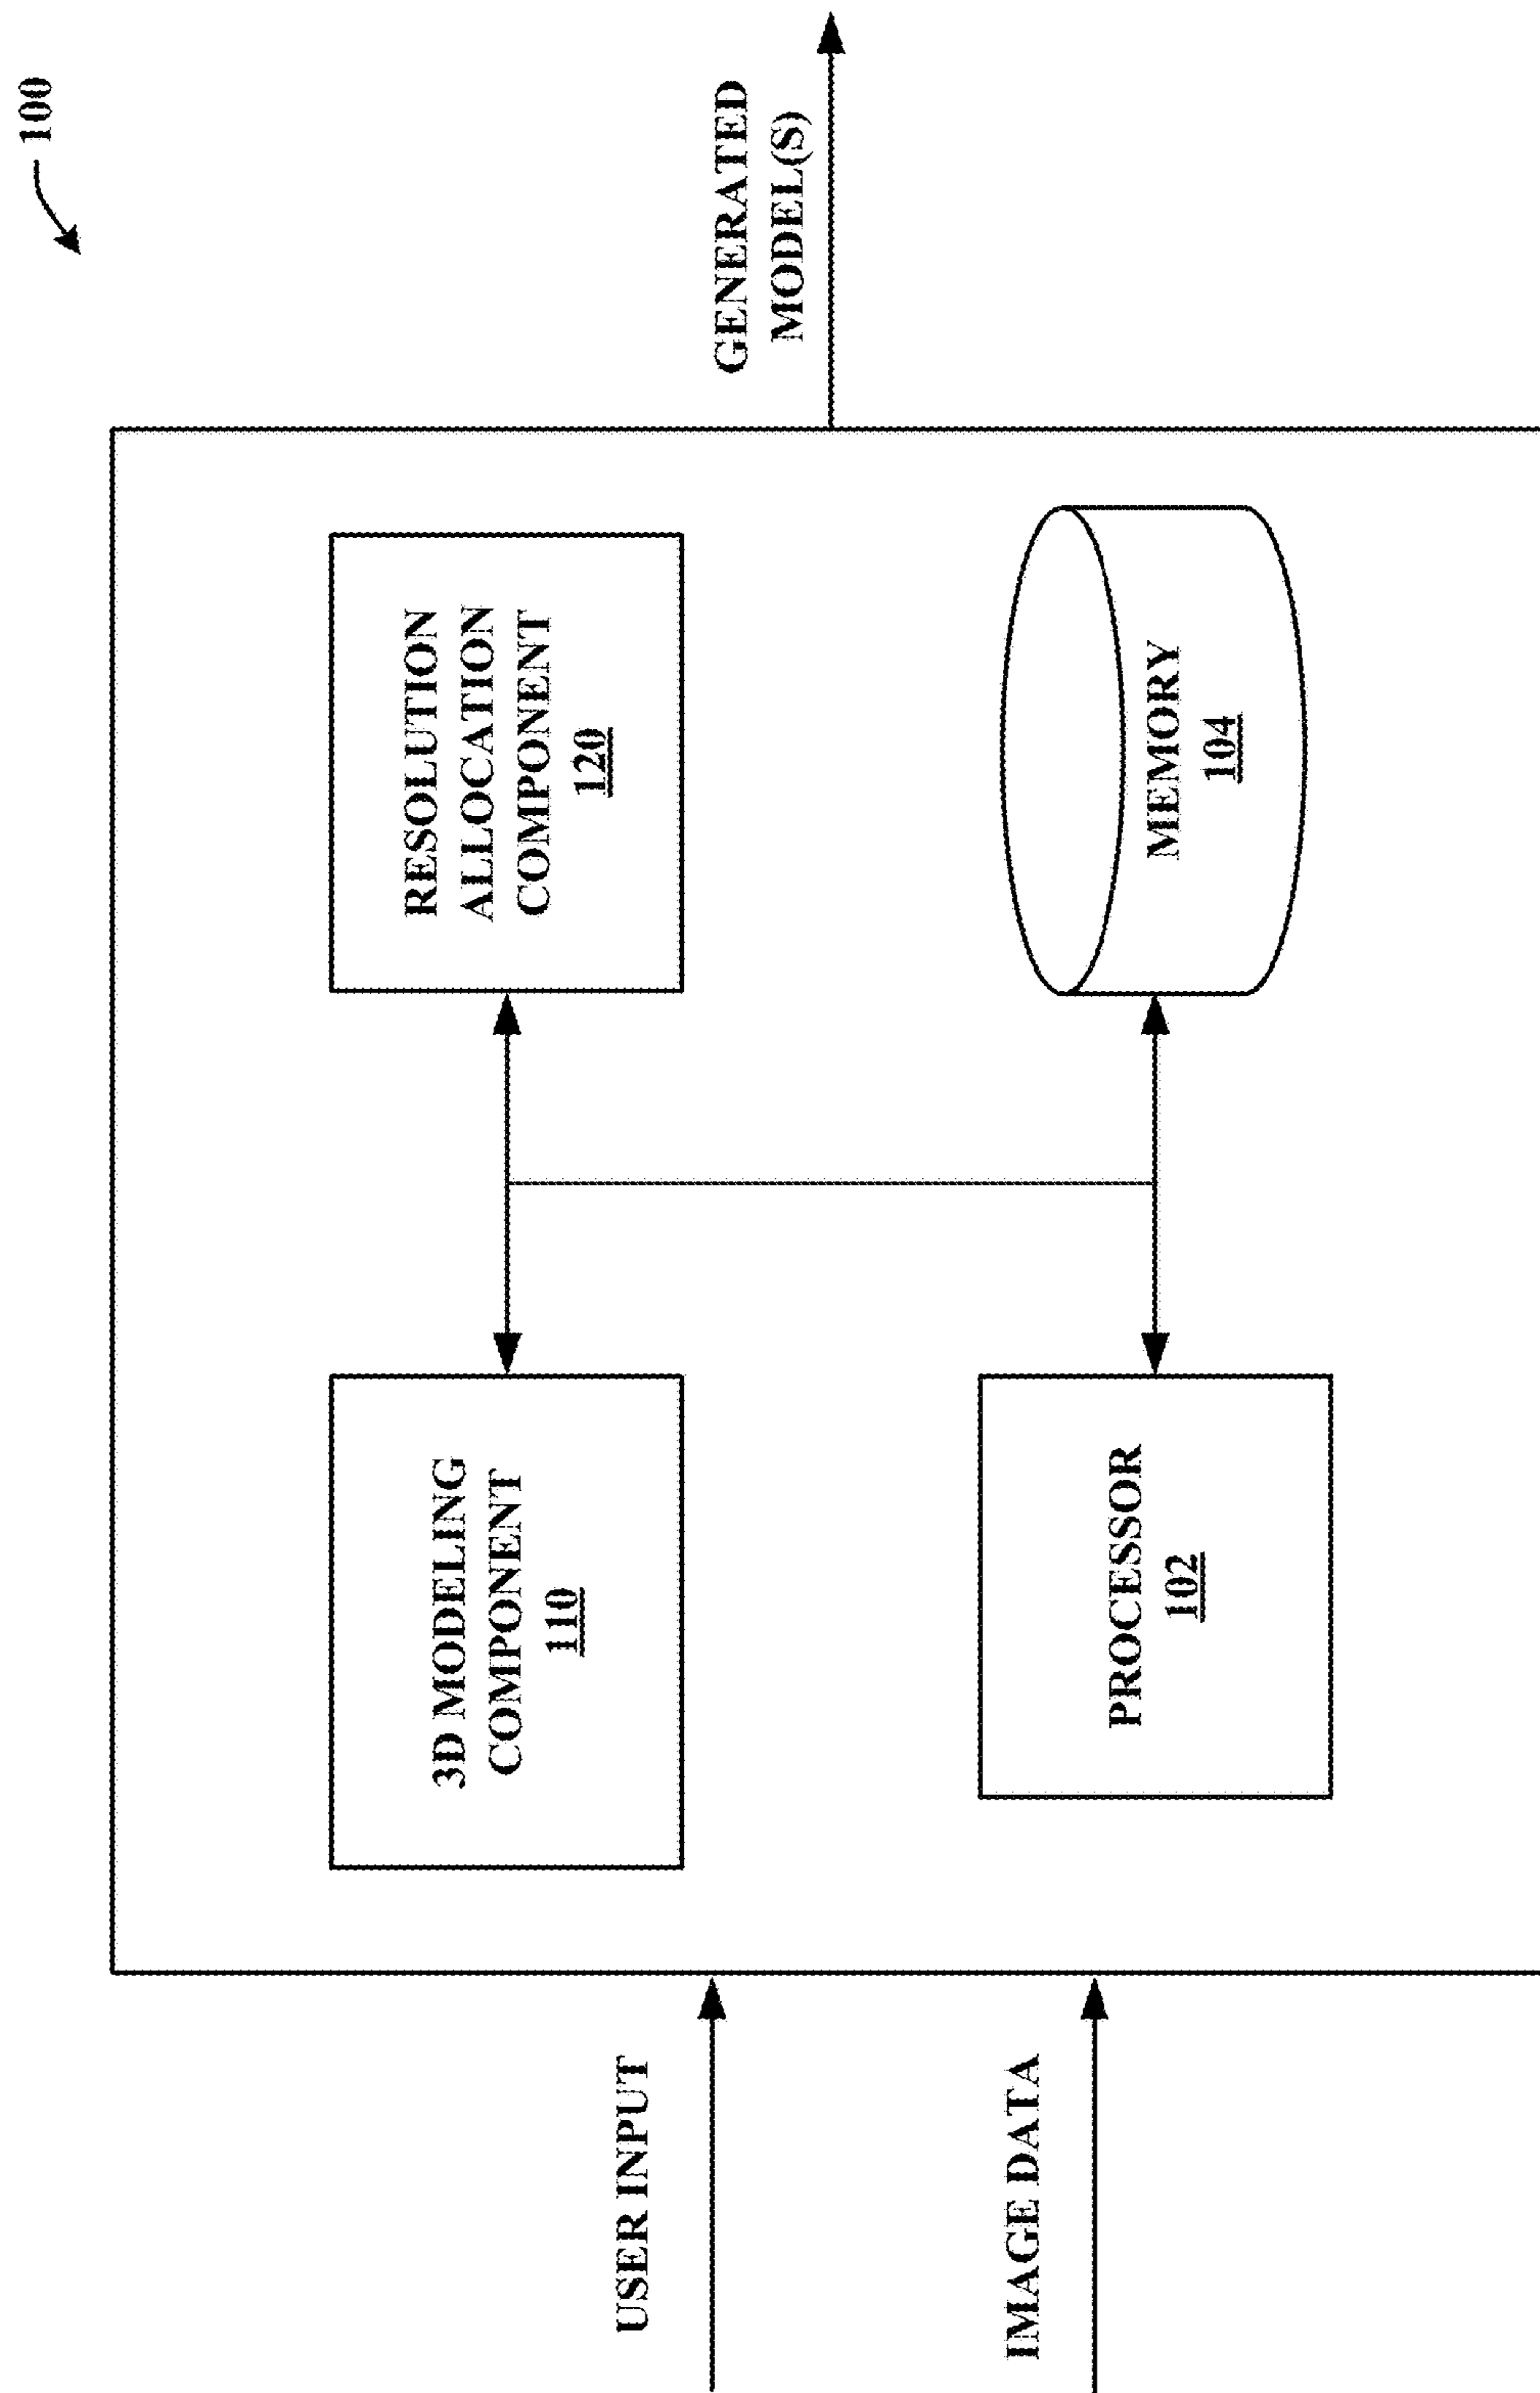 100
USER INPUT
IMAGE DATA
3D MODELING
COMPONENT
110
RESOLUTION
ALLOCATION
COMPONENT
120
PROCESSOR
102
MEMORY
104
GENERATED
MODEL(S)